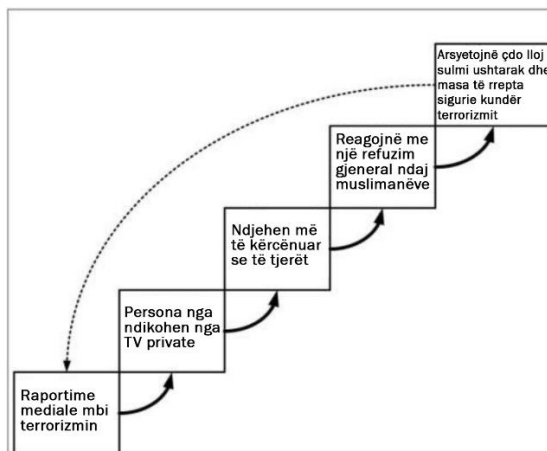 Arsyetojnë çdo lloj
sulmi ushtarak dhe
masa të rrepta
sigurie kundër
terrorizmit
Reagojnë me
një refuzim
gjeneral ndaj
muslimanëve
Ndjehen më
të kërcënuar
se të tjerët
Persona nga
ndikohen nga
TV private
Raportime
mediale mbi
terrorizmin